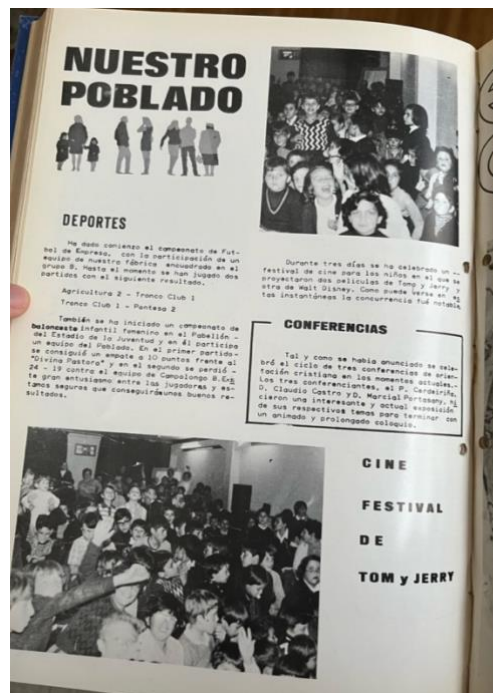 NUESTRO
POBLADO
DEPORTES
Ha dado comienzo el campeonato de Fut-
bol de Empresa, con la participación de un
equipo de nuestra fábrica encuadrado en el
grupo B. Hasta el momento se han jugado dos
partidos con el siguiente resultado.
Agricultura 2 - Tronco Club 1
Tronco Club 1 - Pantesa 2
También se ha iniciado un campeonato de
baloncesto infantil femenino en el Pabellón -
del Estadio de la Juventud y en él participa
un equipo del Poblado. En el primer partido-
se consiguió un empate a 10 puntos frente al
"Divina Pastora" y en el segundo se perdió -
24 - 19 contra el equipo de Campolongo B. Exi
te gran entusiasmo entre las jugadoras y es-
tamos seguros que conseguirémos buenos re-
sultados.
Durante tres días se ha celebrado un --
festival de cine para los niños en el que se
proyectaron dos películas de Tomp y Jerry y
otra de Walt Disney. Como puede verse en es
tas instantáneas la concurrencia fué notable
CONFERENCIAS
Tal y como se había anunciado se cele-
bró el ciclo de tres conferencias de orien-
tación cristiana en los momentos actuales.-
Los tres conferenciantes, el P. Cerdeiriña,
D. Claudio Castro y D. Marcial Portasany, hi
cieron una interesante y actual exposición
de sus respectivos temas para terminar con
un animado y prolongado coloquio.
CINE
FESTIVAL
DE
TOM y JERRY